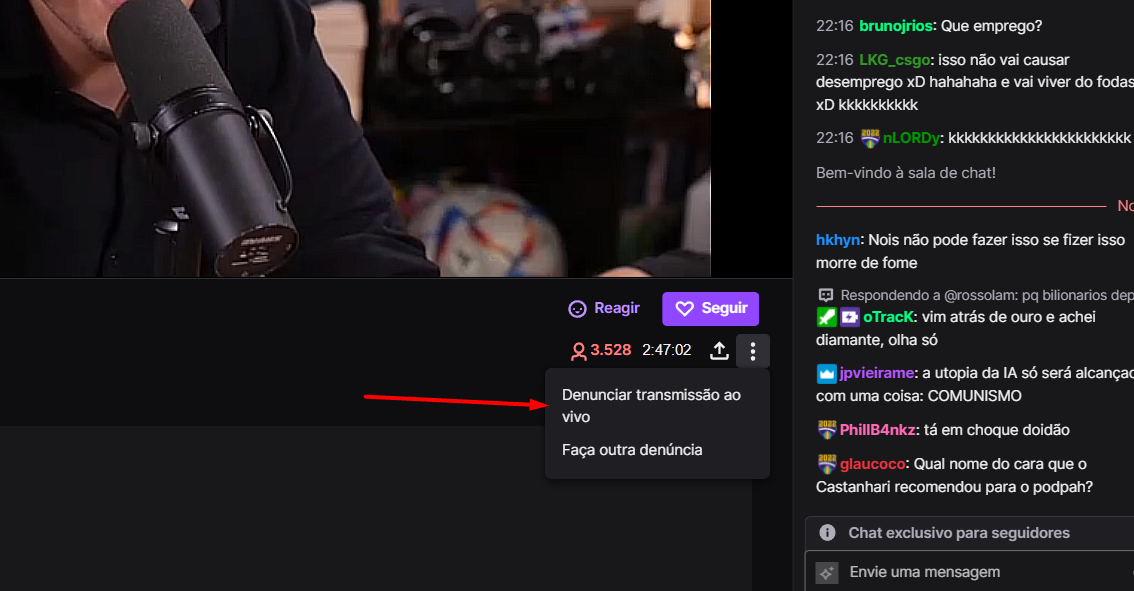 22:16 brunojrios: Que emprego?
22:16 LKG_csgo: isso não vai causar
desemprego xD hahahaha e vai viver do fodas
xD kkkkkkkkkk
22:16 nLORDy: kkkkkkkkkkkkkkkkkkkkkkk
Bem-vindo à sala de chat!
No
hkhyn: Nois não pode fazer isso se fizer isso
morre de fome
Respondendo a @rossolam: pq bilionarios dep
oTracK: vim atrás de ouro e achei
diamante, olha só
jpvieirame: a utopia da IA só será alcançad
com uma coisa: COMUNISMO
PhillB4nkz: tá em choque doidão
glaucoco: Qual nome do cara que o
Castanhari recomendou para o podpah?
Chat exclusivo para seguidores
Envie uma mensagem
Reagir
Seguir
3.528 2:47:02
Denunciar transmissão ao
vivo
Faça outra denúncia